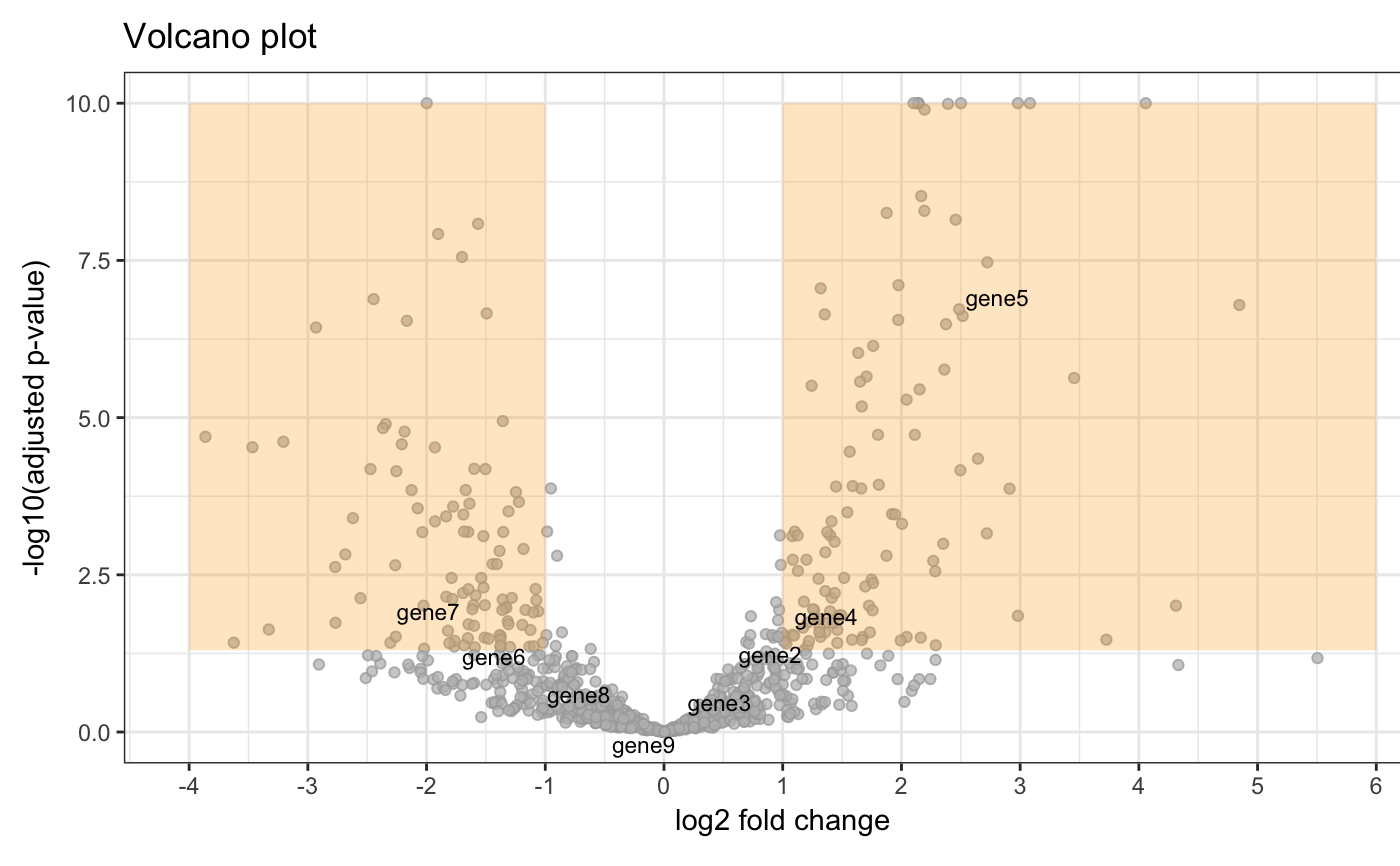 Volcano plot
10.0
7.5
5.0
2.5
0.0
-log10(adjusted p-value)
gene5
gene7
gene4
gene6
gene2
gene8
gene3
gene9
-4 -3 -2 -1 0 1 2 3 4 5 6
log2 fold change